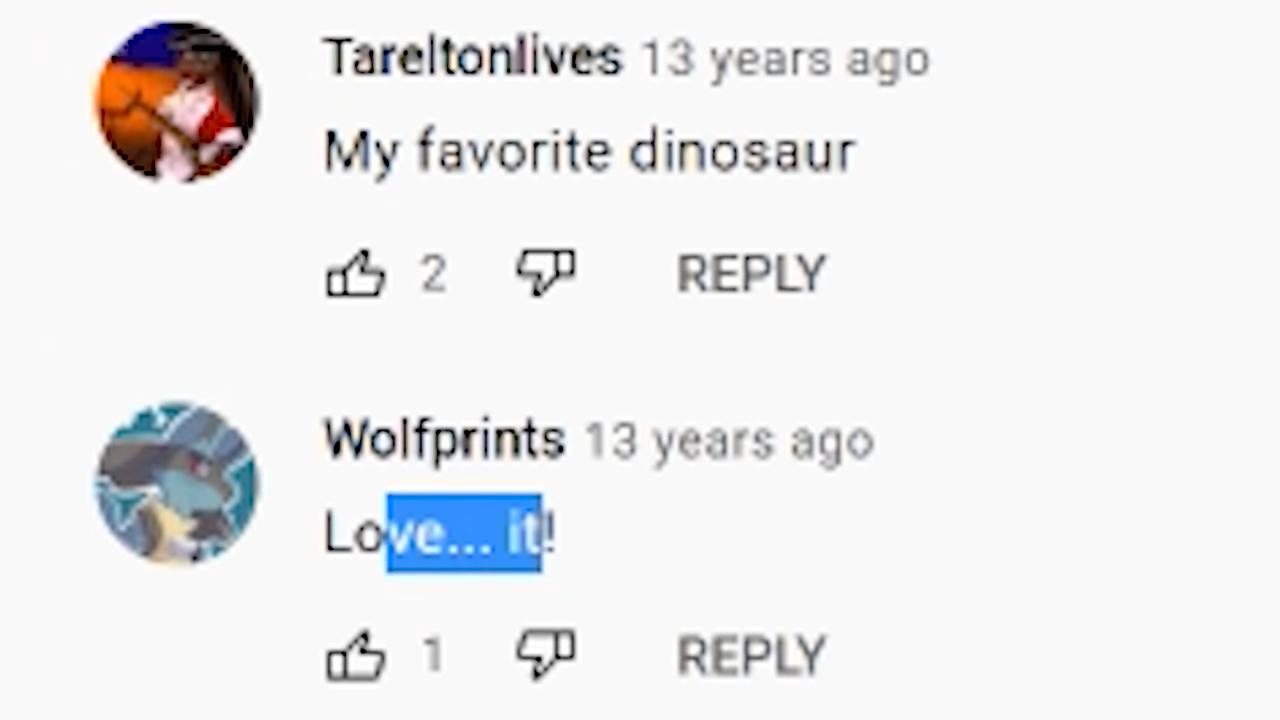 Tareltonlives 13 years ago
My favorite dinosaur
2 REPLY
Wolfprints 13 years ago
Love... it!
1 REPLY